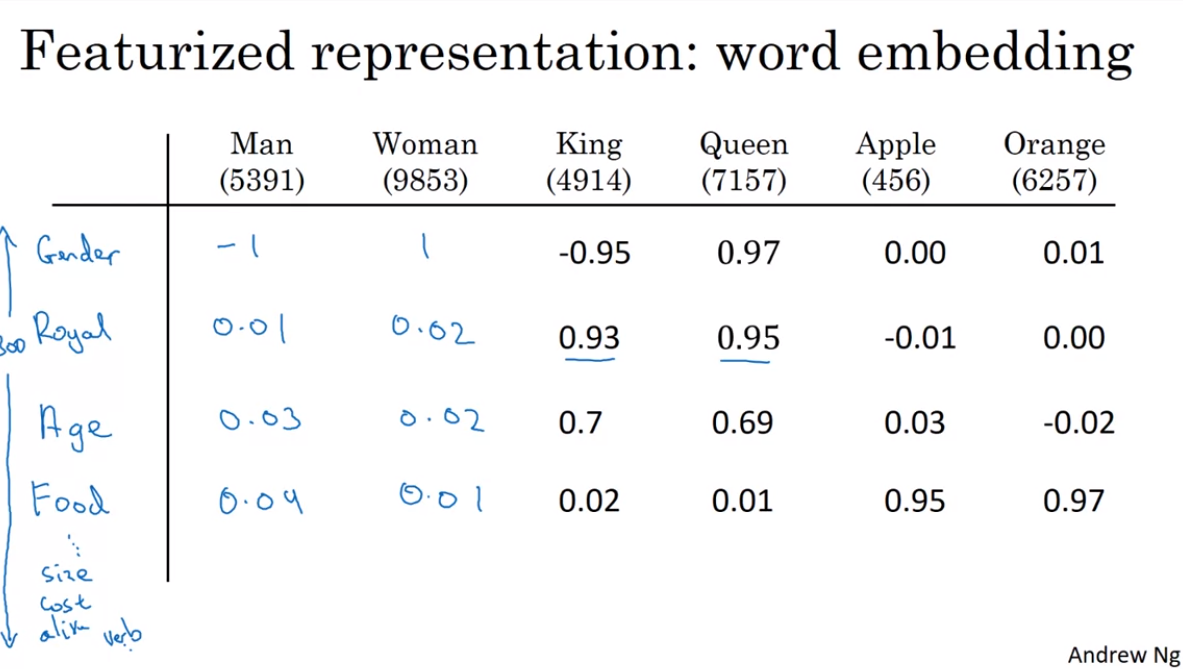 Featurized representation: word embedding
Man Woman King Queen Apple Orange
(5391) (9853) (4914) (7157) (456) (6257)
Gender -1 1 -0.95 0.97 0.00 0.01
300 Royal 0.01 0.02 0.93 0.95 -0.01 0.00
Age 0.03 0.02 0.7 0.69 0.03 -0.02
Food 0.09 0.01 0.02 0.01 0.95 0.97
size
cost
alive verb
Andrew Ng